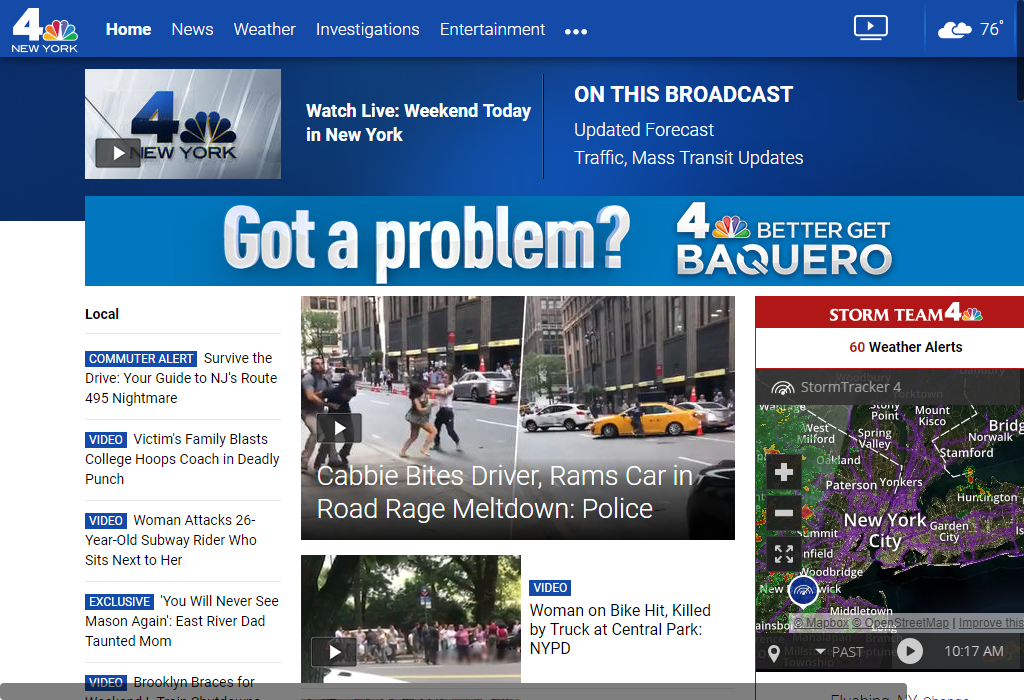 4
NEW YORK
Home News Weather Investigations Entertainment
76°
4
NEW YORK
Watch Live: Weekend Today
in New York
ON THIS BROADCAST
Updated Forecast
Traffic, Mass Transit Updates
Got a problem?
4 BETTER GET
BAQUERO
Local
COMMUTER ALERT Survive the
Drive: Your Guide to NJ's Route
495 Nightmare
VIDEO Victim's Family Blasts
College Hoops Coach in Deadly
Punch
VIDEO Woman Attacks 26-
Year-Old Subway Rider Who
Sits Next to Her
EXCLUSIVE 'You Will Never See
Mason Again': East River Dad
Taunted Mom
VIDEO Brooklyn Braces for
Weekend L Train Shutdowns
Cabbie Bites Driver, Rams Car in
Road Rage Meltdown: Police
VIDEO
Woman on Bike Hit, Killed
by Truck at Central Park:
NYPD
STORM TEAM 4
60 Weather Alerts
StormTracker 4
Stony
Point
Mount
Kisco
West
Milford
Spring
Valley
Norwalk
Stamford
Oakland
Paterson
Yonkers
Huntington
New York
City
Garden
City
Woodbridge
Middletown
© Mapbox © OpenStreetMap | Improve this
PAST
10:17 AM
Flushing, NY Change